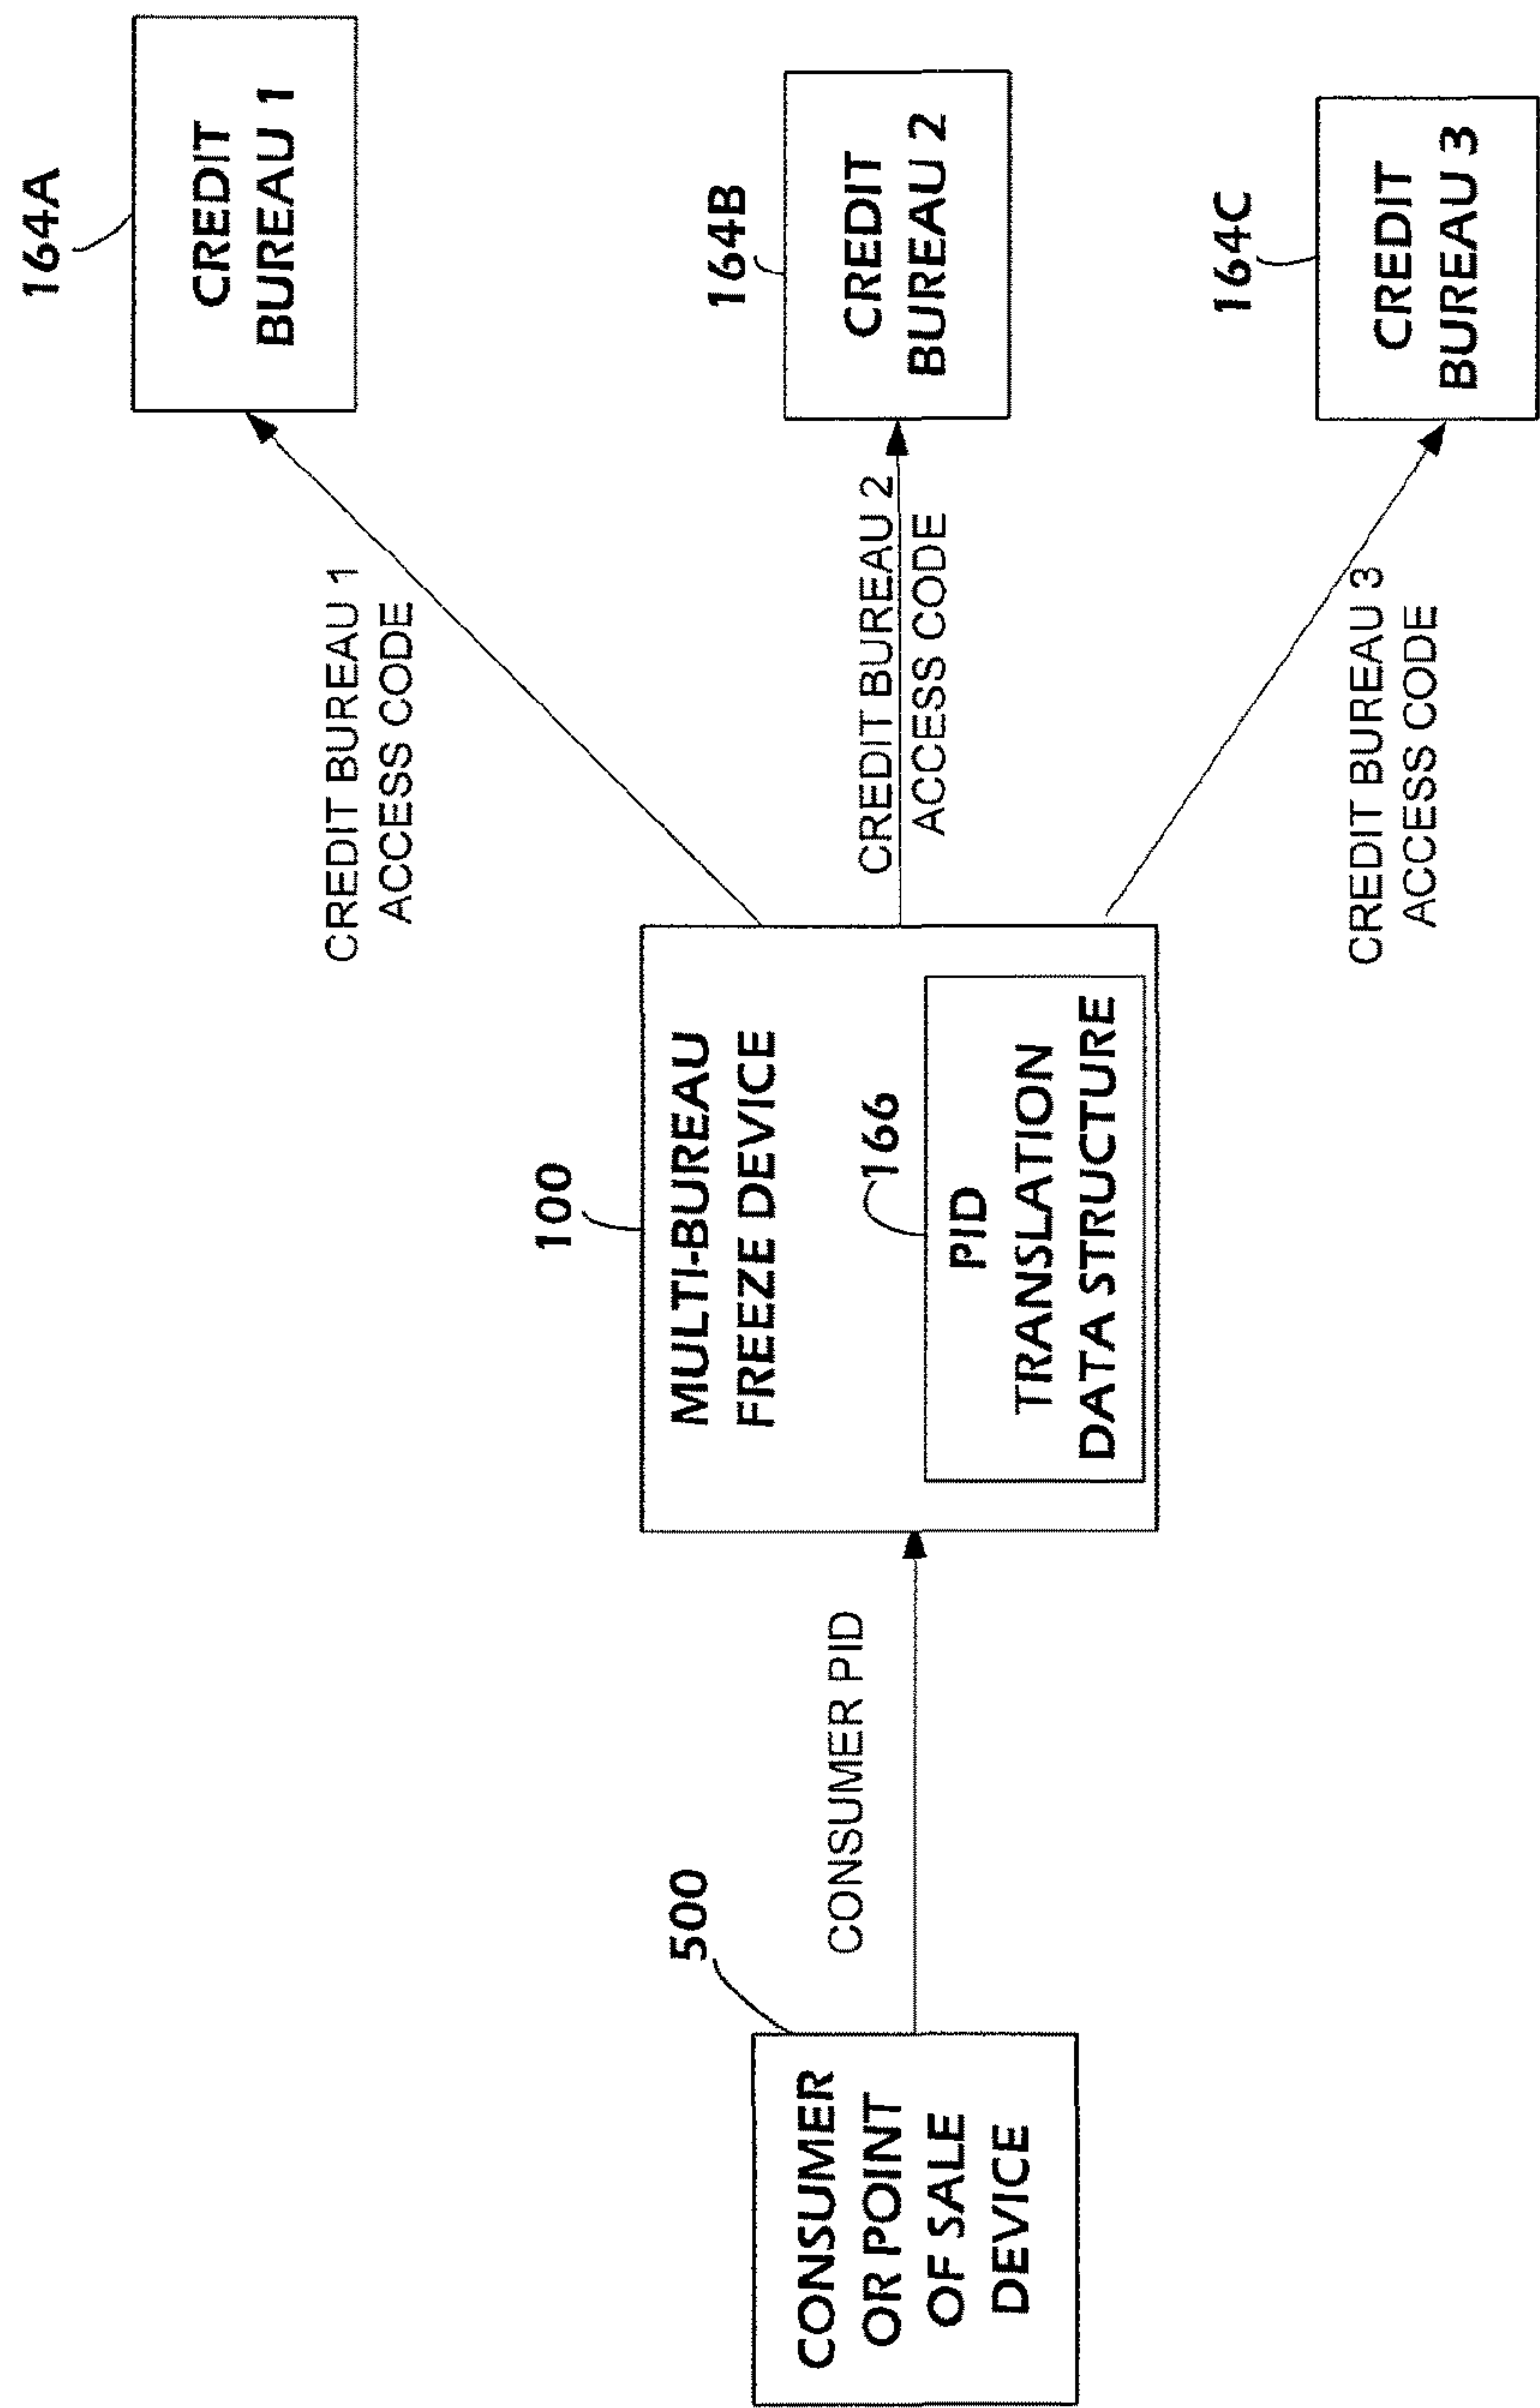 500
CONSUMER
OR POINT
OF SALE
DEVICE
CONSUMER PID
100
MULTI-BUREAU
FREEZE DEVICE
166
PID
TRANSLATION
DATA STRUCTURE
CREDIT BUREAU 1
ACCESS CODE
CREDIT BUREAU 2
ACCESS CODE
CREDIT BUREAU 3
ACCESS CODE
164A
CREDIT
BUREAU 1
164B
CREDIT
BUREAU 2
164C
CREDIT
BUREAU 3